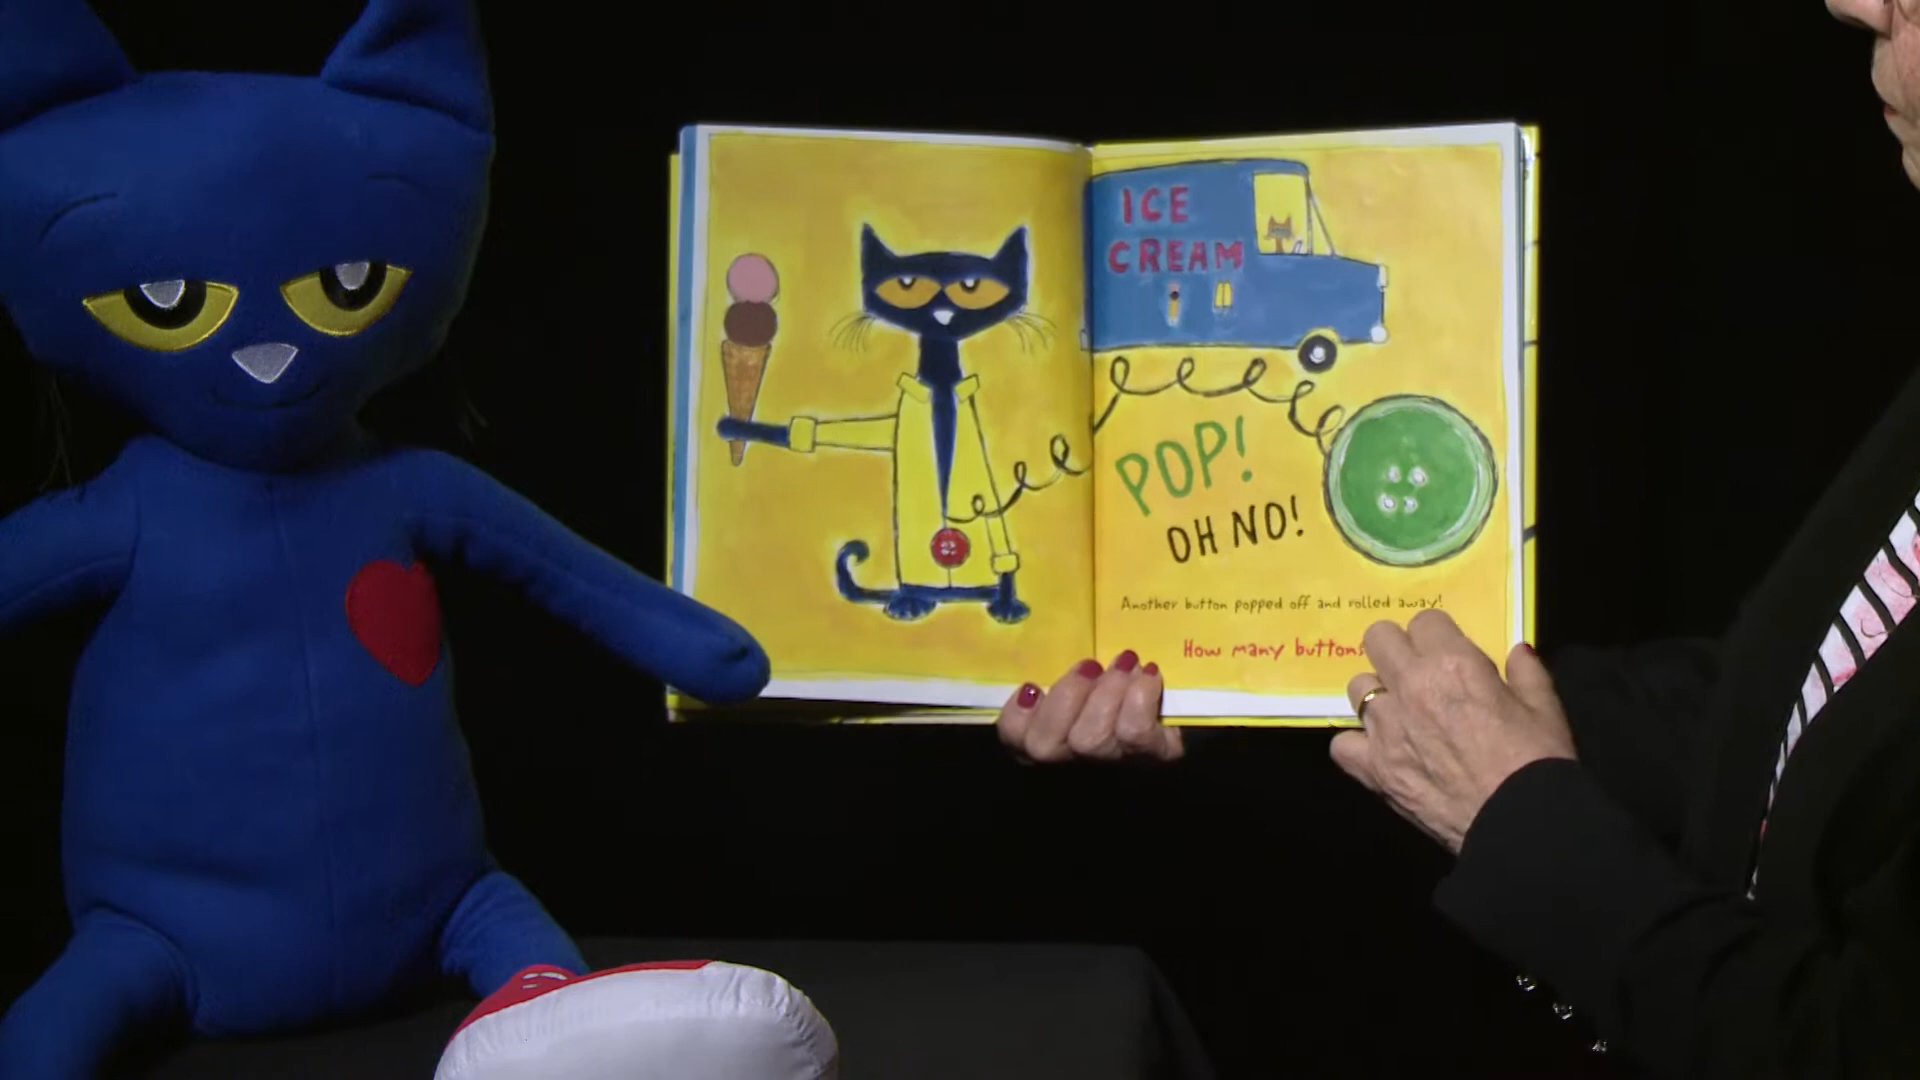 ICE
CREAM
POP!
OH NO!
Another button popped off and rolled away!
How many buttons